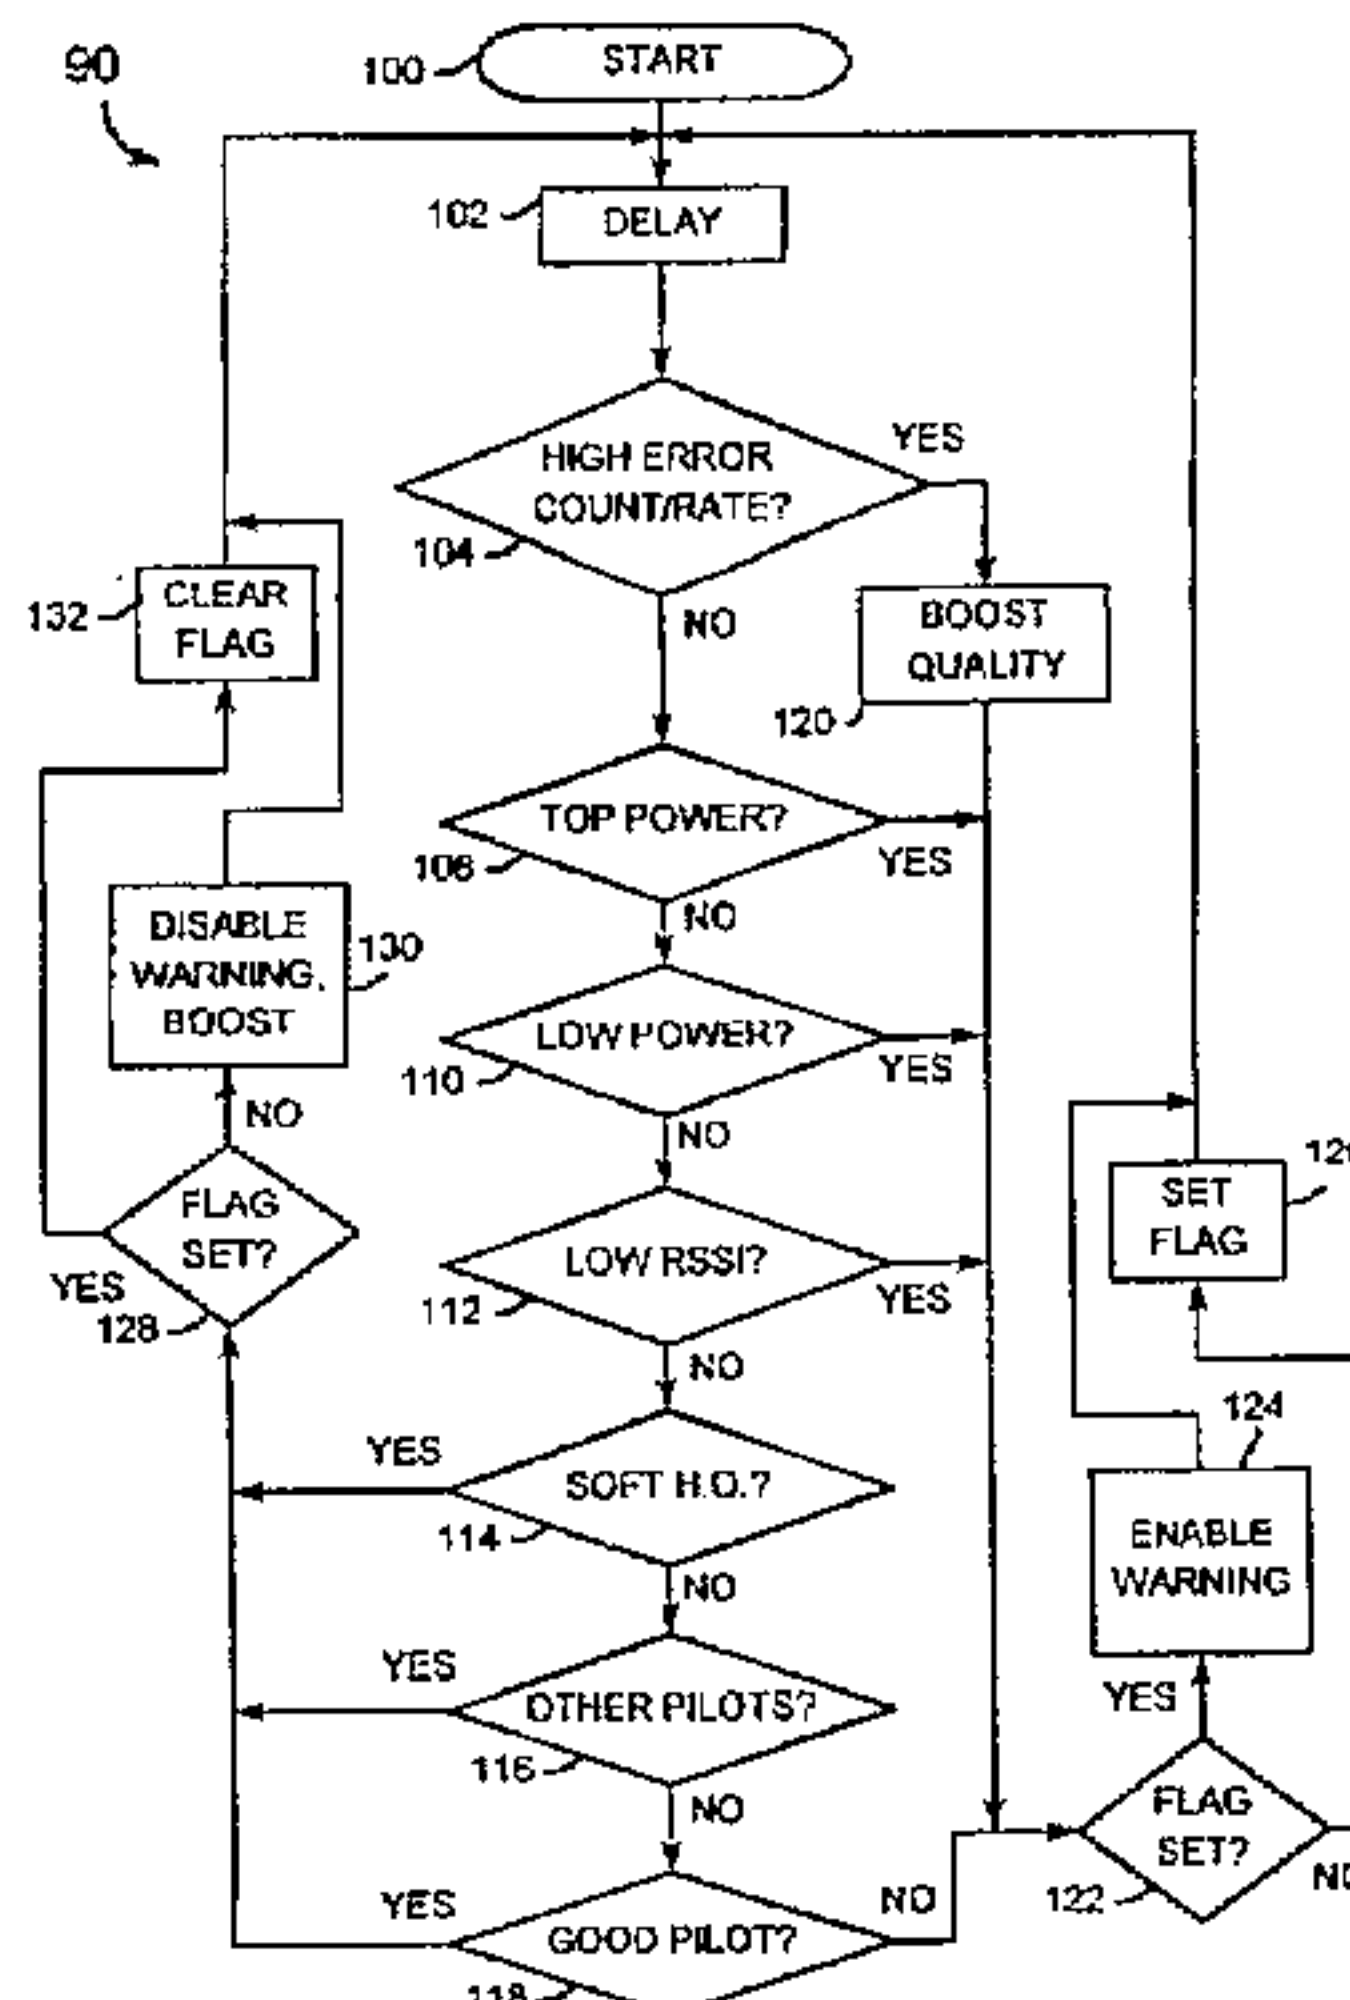 90
100
START
102
DELAY
HIGH ERROR
COUNT/RATE?
YES
104
NO
132
CLEAR
FLAG
BOOST
QUALITY
120
TOP POWER?
YES
NO
DISABLE
WARNING,
BOOST
130
LOW POWER?
110
YES
NO
NO
FLAG
SET?
YES
128
LOW RSSI?
112
YES
NO
SET
FLAG
124
YES
SOFT H.O.?
114
NO
ENABLE
WARNING
YES
OTHER PILOTS?
116
NO
YES
FLAG
SET?
122
YES
GOOD PILOT?
NO